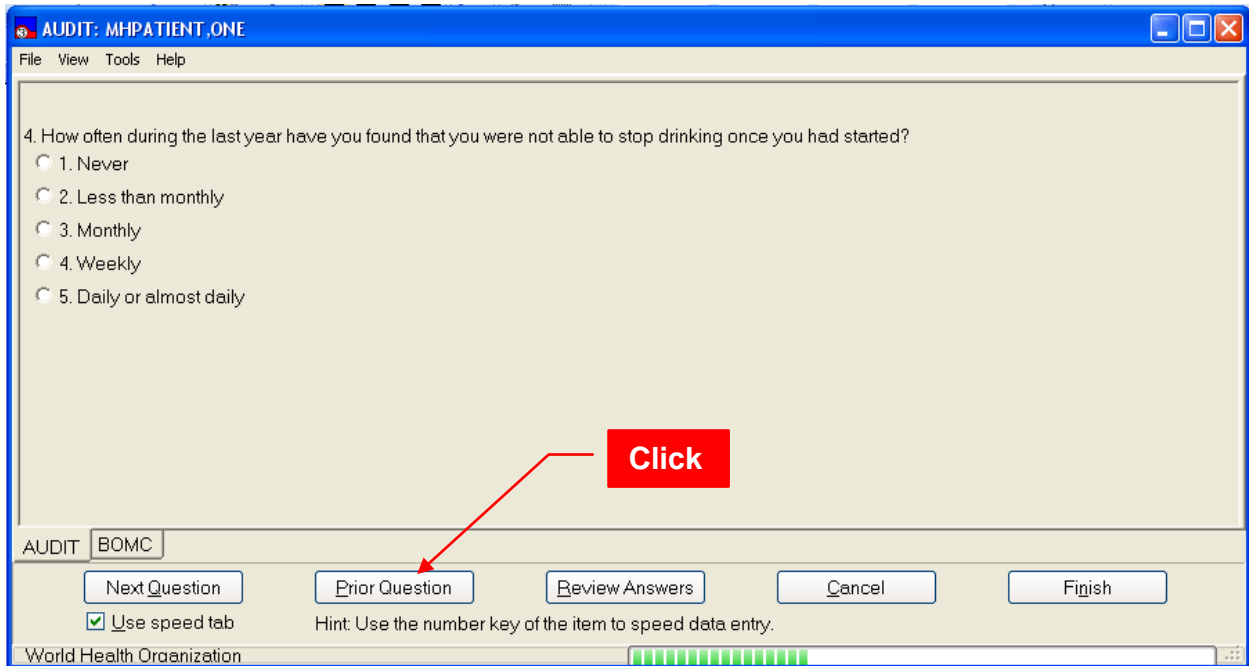 AUDIT: MHPATIENT,ONE
File View Tools Help
4. How often during the last year have you found that you were not able to stop drinking once you had started?
1. Never
2. Less than monthly
3. Monthly
4. Weekly
5. Daily or almost daily
Click
AUDIT BOMC
Next Question Prior Question Review Answers Cancel Finish
Use speed tab Hint: Use the number key of the item to speed data entry.
World Health Organization